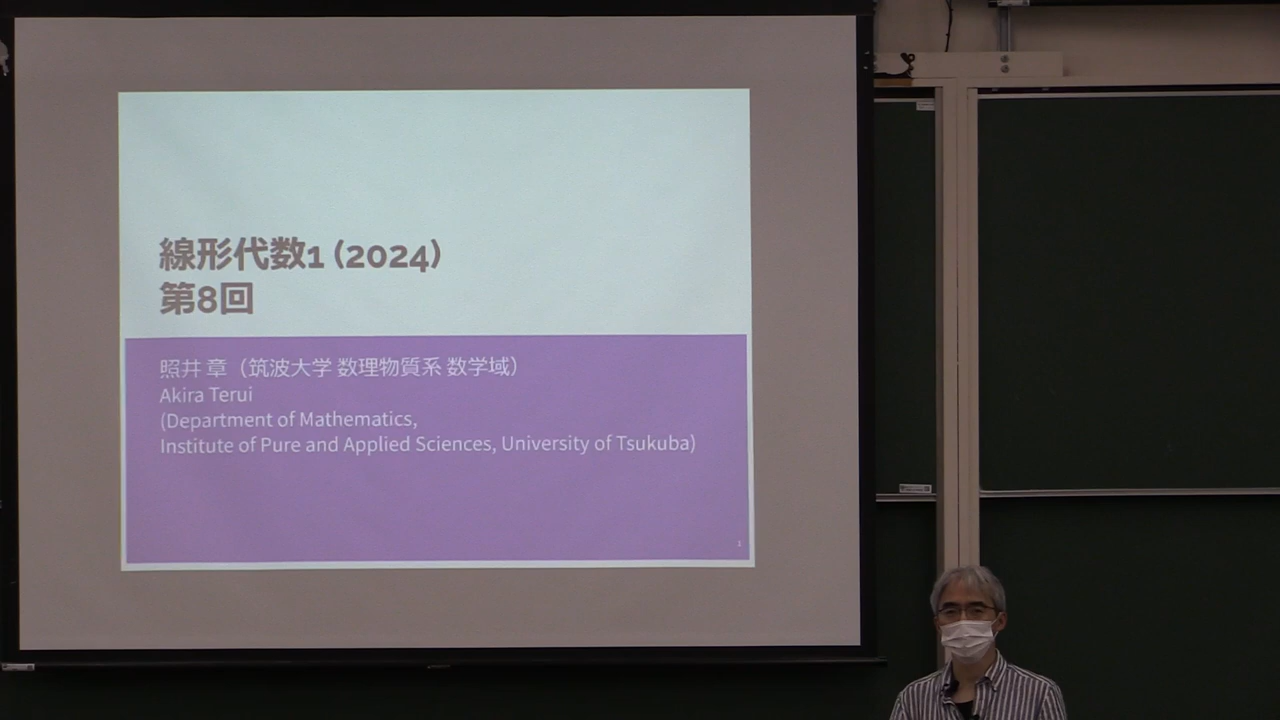 線形代数1 (2024)
第8回
照井 章（筑波大学 数理物質系 数学域）
Akira Terui
(Department of Mathematics,
Institute of Pure and Applied Sciences, University of Tsukuba)
1